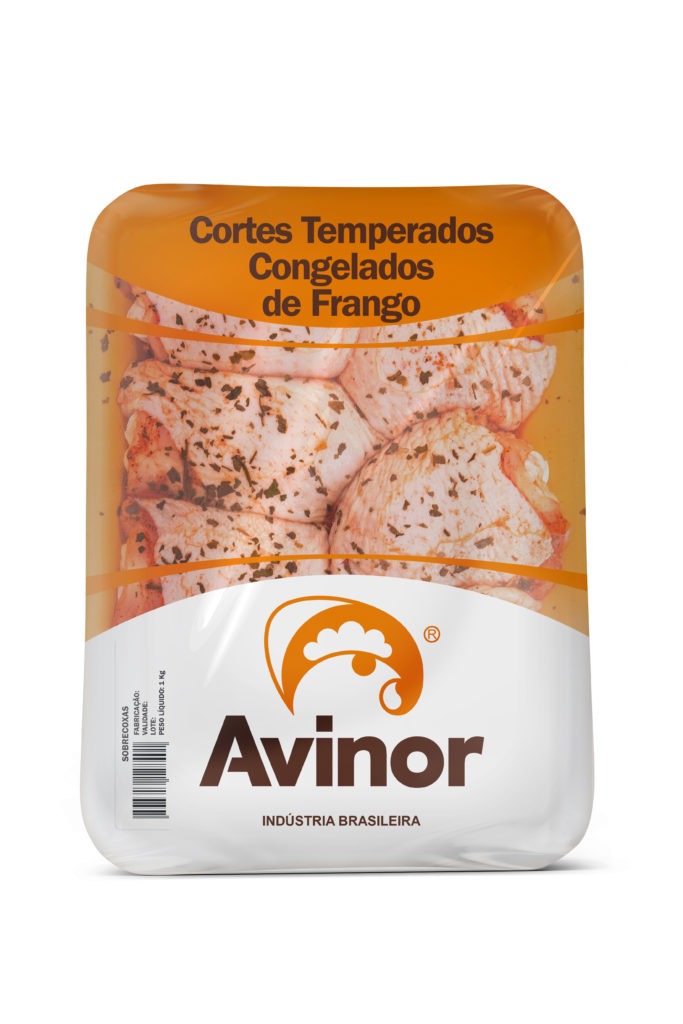 Cortes Temperados
Congelados
de Frango
®
Avinor
INDÚSTRIA BRASILEIRA
SOBRECOXAS
FABRICAÇÃO:
VALIDADE:
LOTE:
PESO LÍQUIDO: 1 Kg